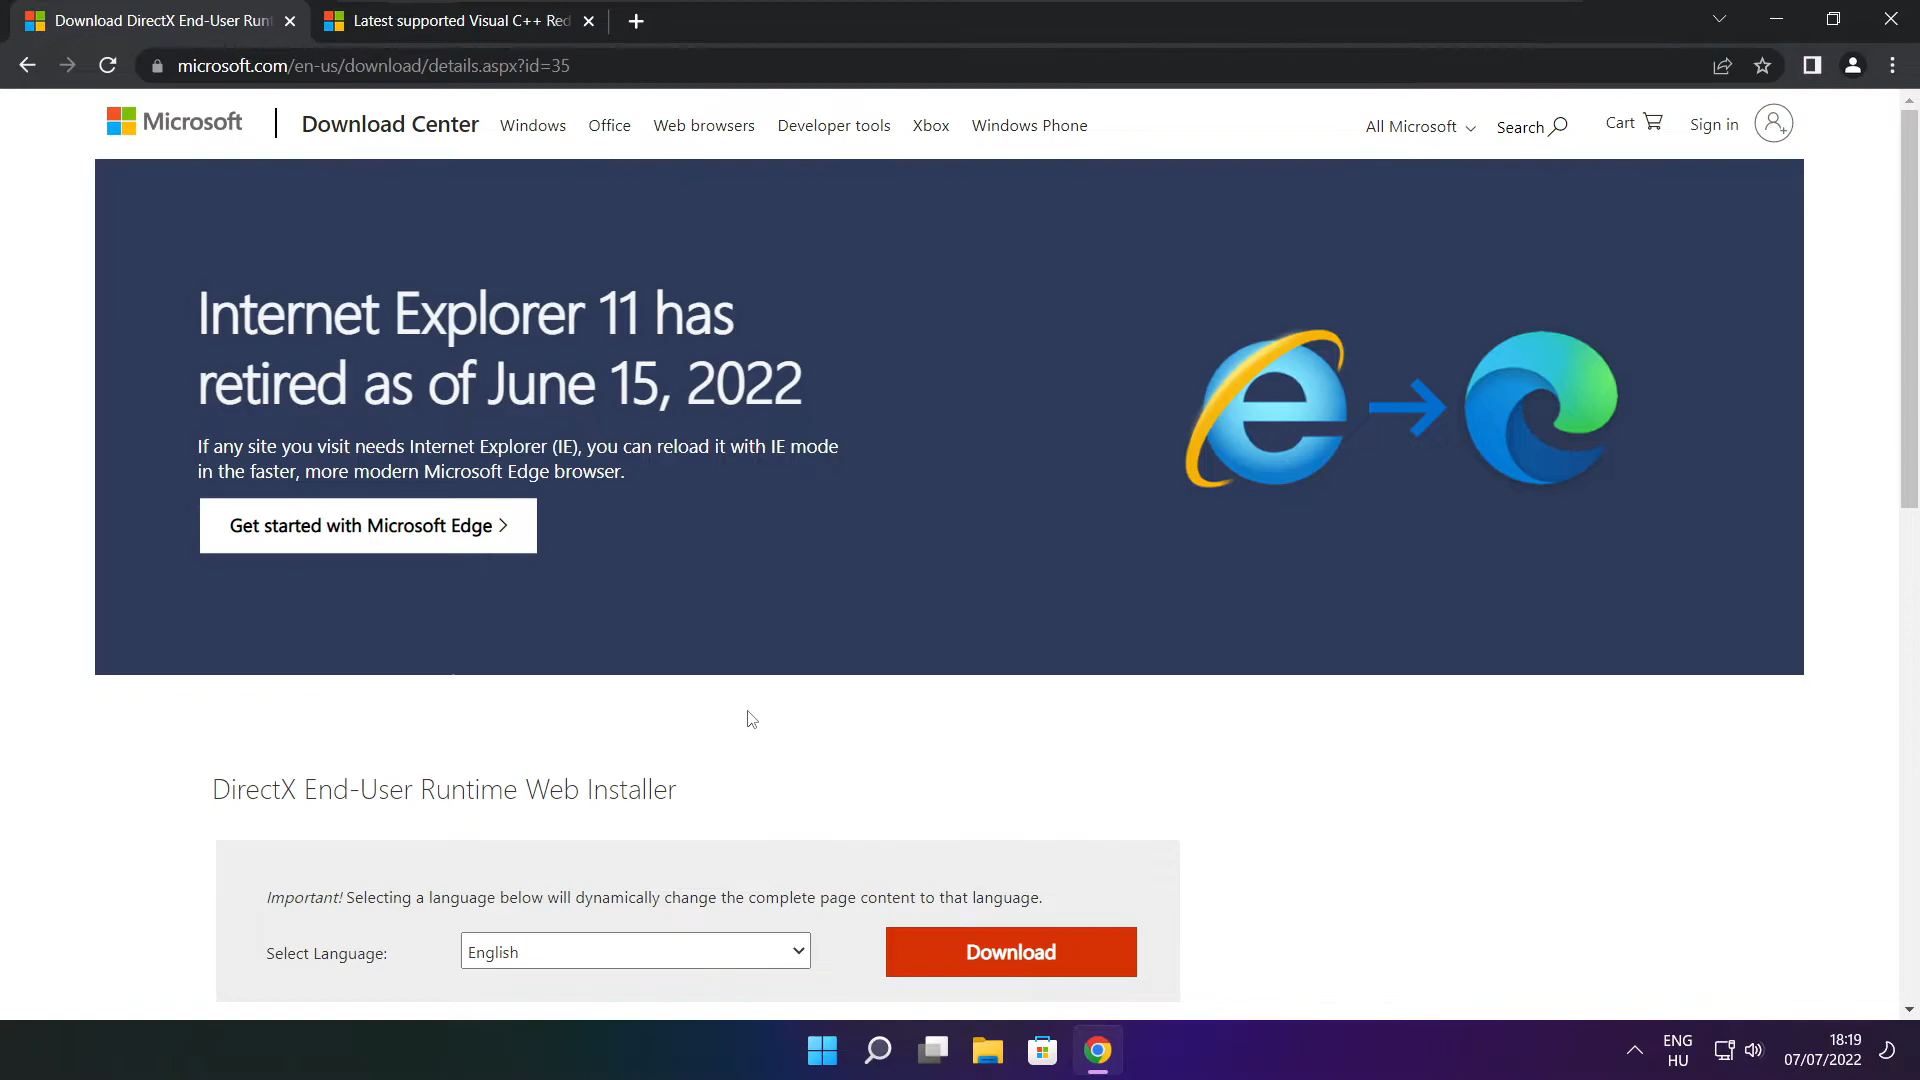 Download DirectX End-User Runt
Latest supported Visual C++ Red
microsoft.com/en-us/download/details.aspx?id=35
Microsoft
Download Center
Windows
Office
Web browsers
Developer tools
Xbox
Windows Phone
All Microsoft
Search
Cart
Sign in
Internet Explorer 11 has
retired as of June 15, 2022
If any site you visit needs Internet Explorer (IE), you can reload it with IE mode
in the faster, more modern Microsoft Edge browser.
Get started with Microsoft Edge >
DirectX End-User Runtime Web Installer
Important! Selecting a language below will dynamically change the complete page content to that language.
Select Language:
English
Download
ENG
HU
18:19
07/07/2022